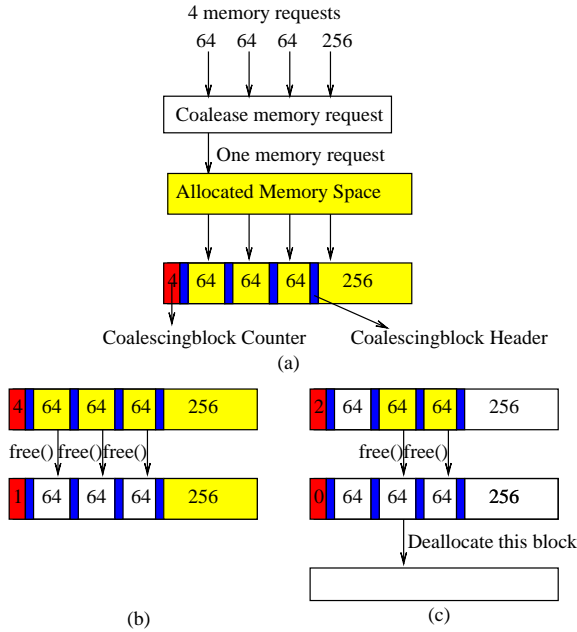 4 memory requests
64 64 64 256
Coalease memory request
One memory request
Allocated Memory Space
4 64 64 64 256
Coalescingblock Counter Coalescingblock Header
(a)
4 64 64 64 256
free() free() free()
1 64 64 64 256
(b)
2 64 64 64 256
free() free()
0 64 64 64 256
Deallocate this block
(c)